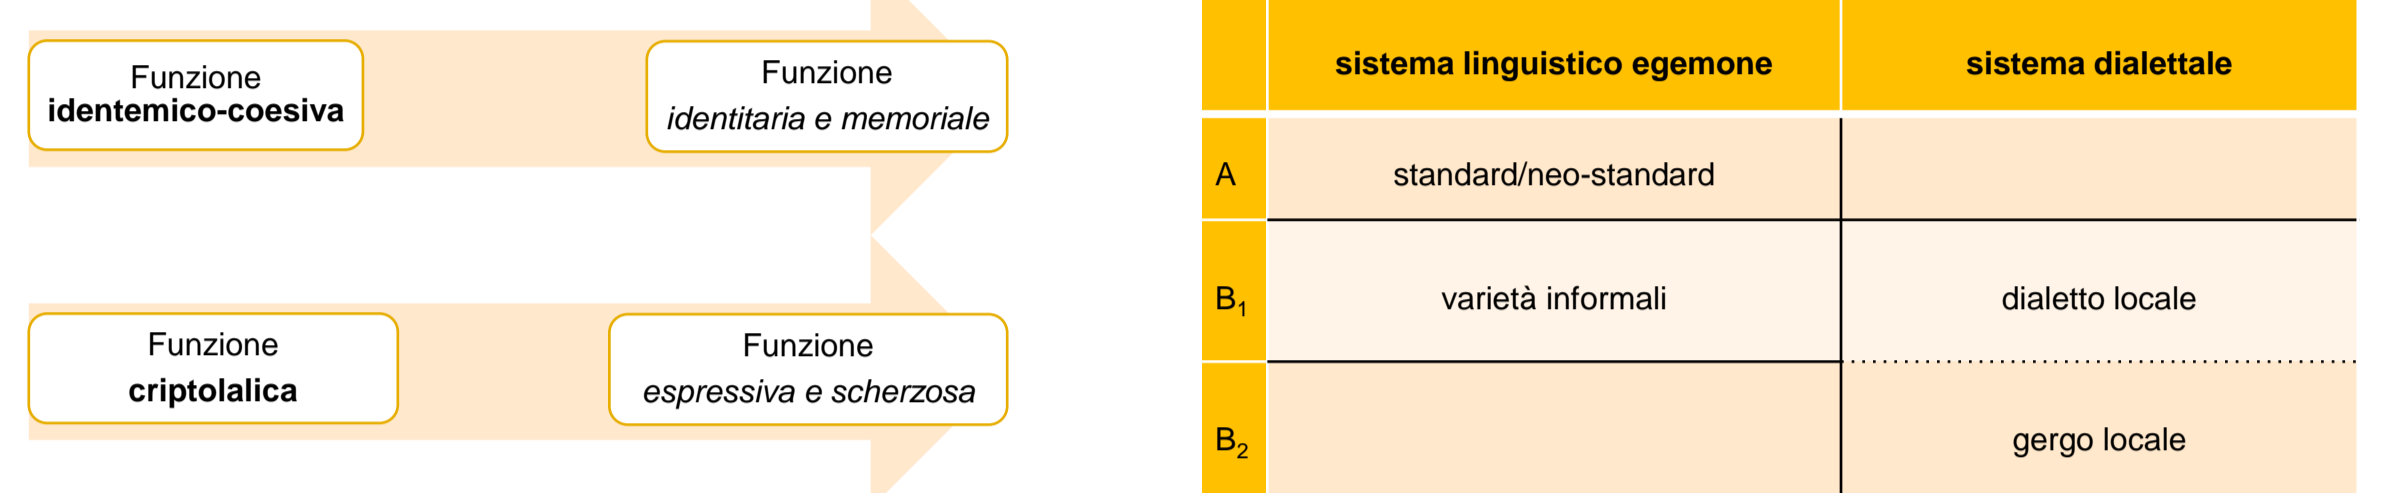 Funzione
identemico-coesiva
Funzione
identitaria e memoriale
Funzione
criptolalica
Funzione
espressiva e scherzosa
sistema linguistico egemone
sistema dialettale
A
standard/neo-standard
B₁
varietà informali
dialetto locale
B₂
gergo locale